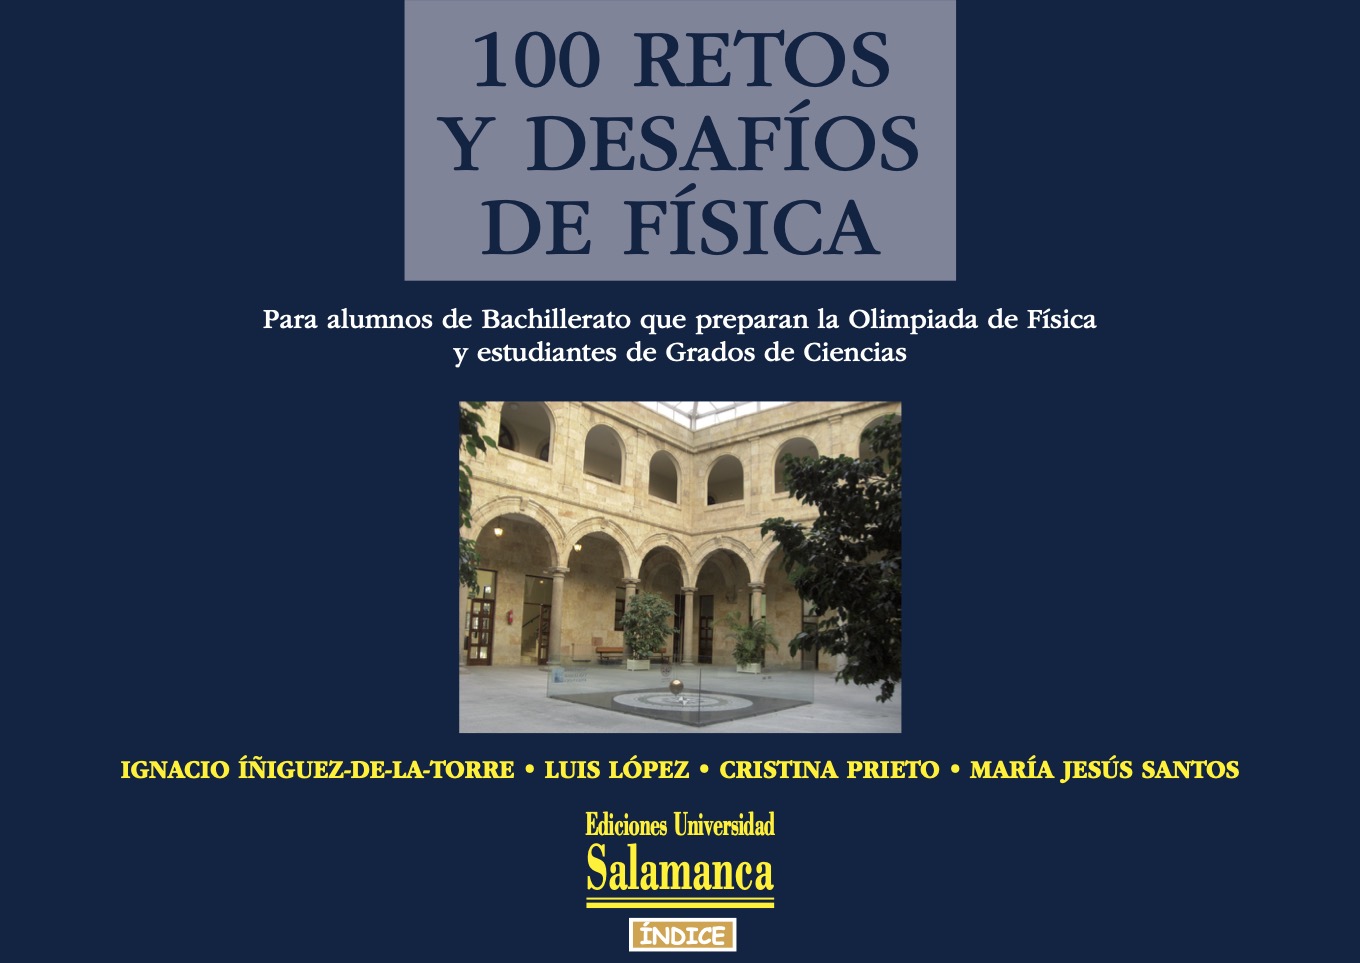 100 RETOS
Y DESAFÍOS
DE FÍSICA
Para alumnos de Bachillerato que preparan la Olimpiada de Física
y estudiantes de Grados de Ciencias
IGNACIO ÍÑIGUEZ-DE-LA-TORRE • LUIS LÓPEZ • CRISTINA PRIETO • MARÍA JESÚS SANTOS
Ediciones Universidad
Salamanca
ÍNDICE